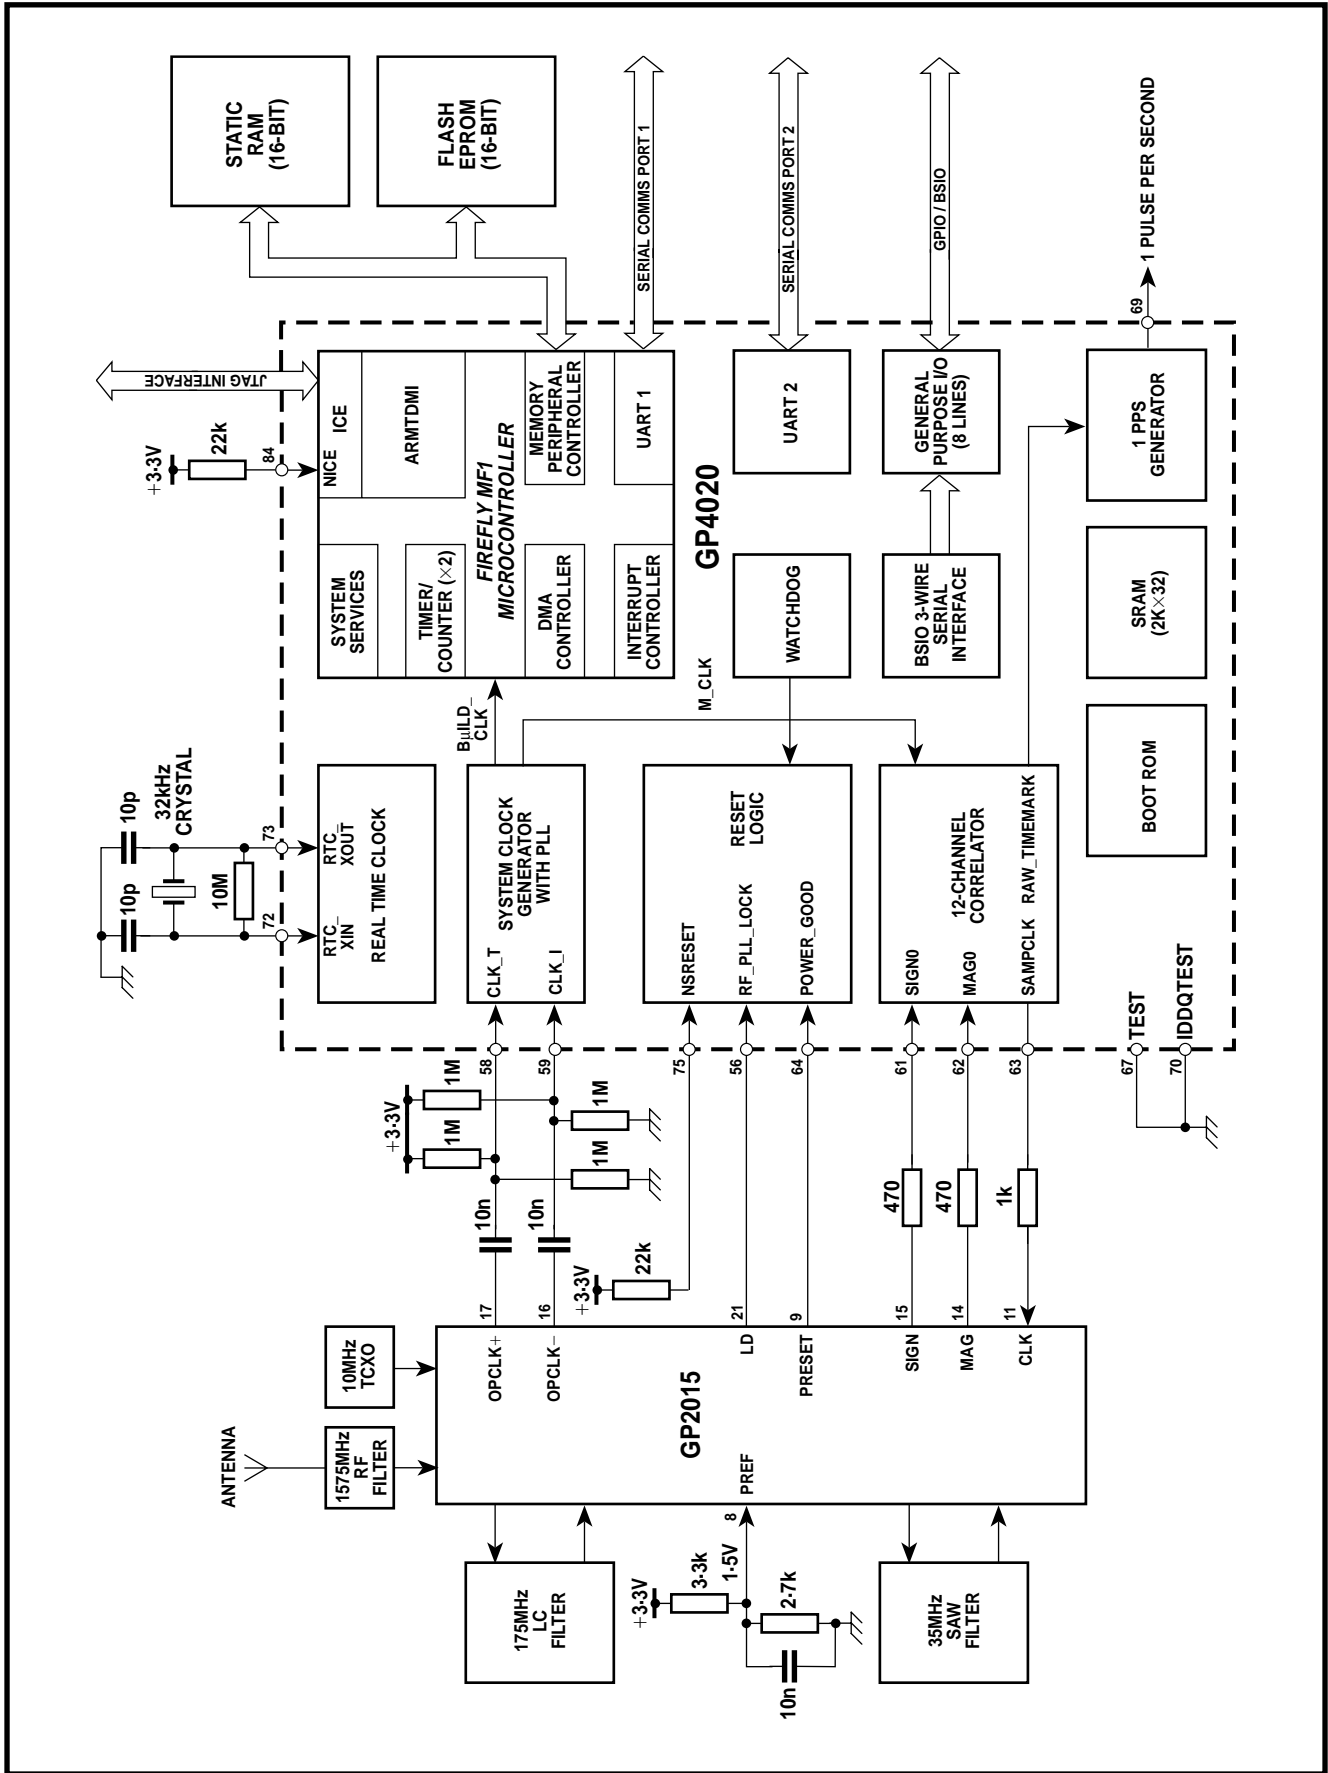 ANTENNA
1575MHz
RF
FILTER
10MHz
TCXO
175MHz
LC
FILTER
+3·3V
3·3k
1·5V
2·7k
10n
8
PREF
35MHz
SAW
FILTER
GP2015
OPCLK+
OPCLK−
LD
PRESET
SIGN
MAG
CLK
17
16
21
9
15
14
11
10n
10n
+3·3V
22k
+3·3V
1M
1M
1M
1M
470
470
1k
58
59
75
56
64
61
62
63
67
TEST
70
IDDQTEST
10p
10p
32kHz
CRYSTAL
10M
72
73
RTC_
XIN
RTC_
XOUT
REAL TIME CLOCK
CLK_T
CLK_I
SYSTEM CLOCK
GENERATOR
WITH PLL
BµILD_
CLK
M_CLK
NSRESET
RF_PLL_LOCK
POWER_GOOD
RESET
LOGIC
SIGN0
MAG0
SAMPCLK
RAW_TIMEMARK
12-CHANNEL
CORRELATOR
BOOT ROM
SRAM
(2K×32)
1 PPS
GENERATOR
69
1 PULSE PER SECOND
WATCHDOG
BSIO 3-WIRE
SERIAL
INTERFACE
GENERAL
PURPOSE I/O
(8 LINES)
GPIO / BSIO
UART 2
SERIAL COMMS PORT 2
GP4020
SYSTEM
SERVICES
TIMER/
COUNTER (×2)
FIREFLY MF1
MICROCONTROLLER
DMA
CONTROLLER
INTERRUPT
CONTROLLER
NICE
ICE
ARMTDMI
MEMORY
PERIPHERAL
CONTROLLER
UART 1
SERIAL COMMS PORT 1
+3·3V
22k
84
JTAG INTERFACE
STATIC
RAM
(16-BIT)
FLASH
EPROM
(16-BIT)